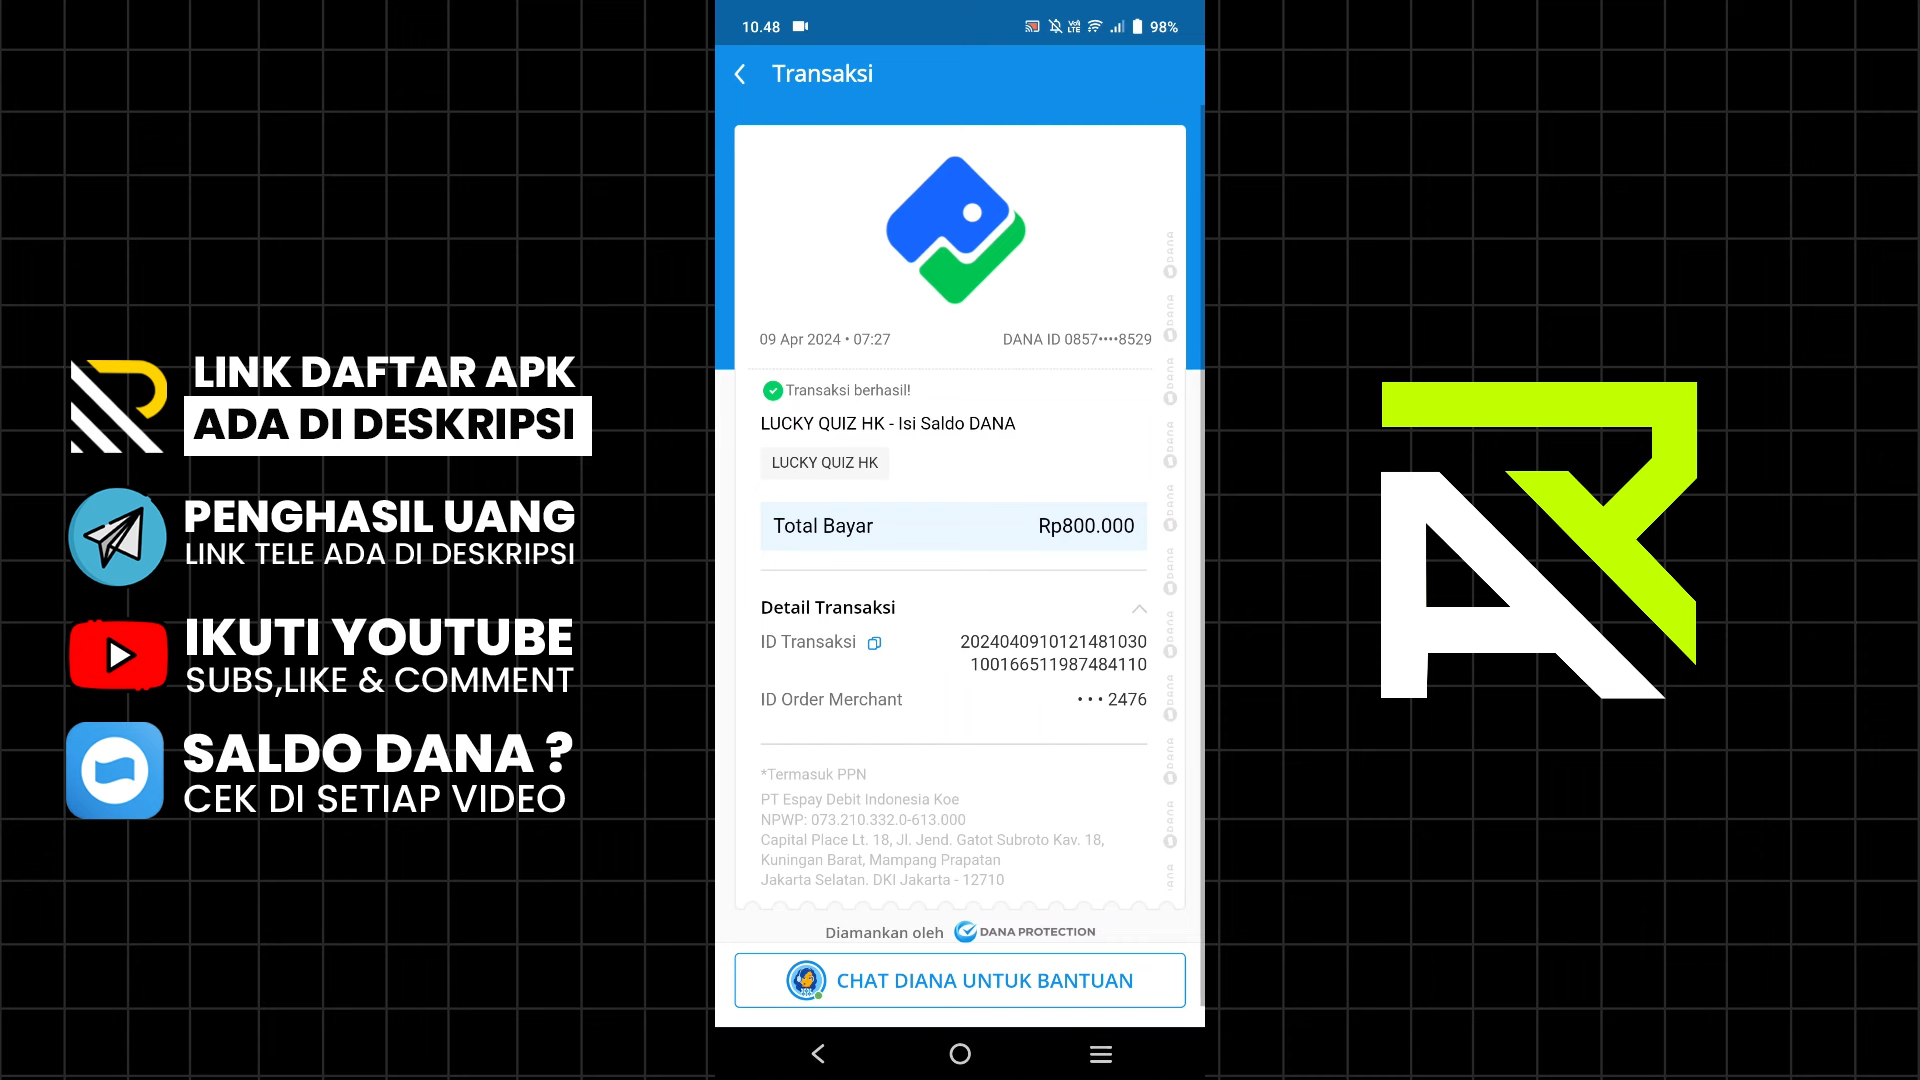 LINK DAFTAR APK
ADA DI DESKRIPSI
PENGHASIL UANG
LINK TELE ADA DI DESKRIPSI
IKUTI YOUTUBE
SUBS,LIKE & COMMENT
SALDO DANA ?
CEK DI SETIAP VIDEO
10.48
98%
Transaksi
09 Apr 2024 • 07:27 DANA ID 0857••••8529
Transaksi berhasil!
LUCKY QUIZ HK - Isi Saldo DANA
LUCKY QUIZ HK
Total Bayar Rp800.000
Detail Transaksi
ID Transaksi 2024040910121481030
100166511987484110
ID Order Merchant • • • 2476
*Termasuk PPN
PT Espay Debit Indonesia Koe
NPWP: 073.210.332.0-613.000
Capital Place Lt. 18, Jl. Jend. Gatot Subroto Kav. 18,
Kuningan Barat, Mampang Prapatan
Jakarta Selatan. DKI Jakarta - 12710
Diamankan oleh DANA PROTECTION
CHAT DIANA UNTUK BANTUAN